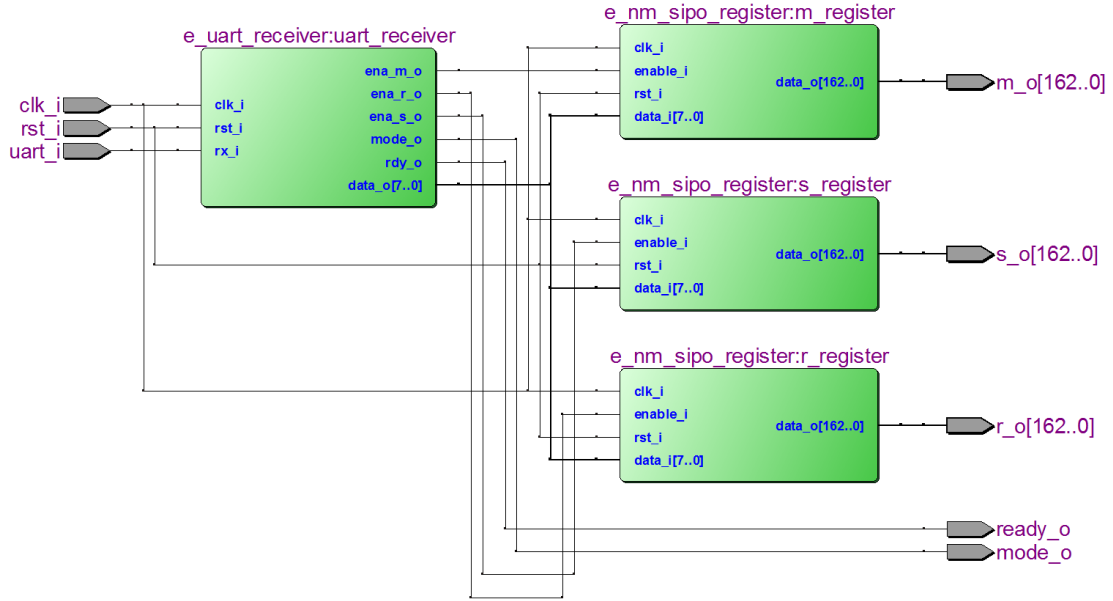 clk_i
rst_i
uart_i
e_uart_receiver:uart_receiver
clk_i
rst_i
rx_i
ena_m_o
ena_r_o
ena_s_o
mode_o
rdy_o
data_o[7..0]
e_nm_sipo_register:m_register
clk_i
enable_i
rst_i
data_i[7..0]
data_o[162..0]
m_o[162..0]
e_nm_sipo_register:s_register
clk_i
enable_i
rst_i
data_i[7..0]
data_o[162..0]
s_o[162..0]
e_nm_sipo_register:r_register
clk_i
enable_i
rst_i
data_i[7..0]
data_o[162..0]
r_o[162..0]
ready_o
mode_o